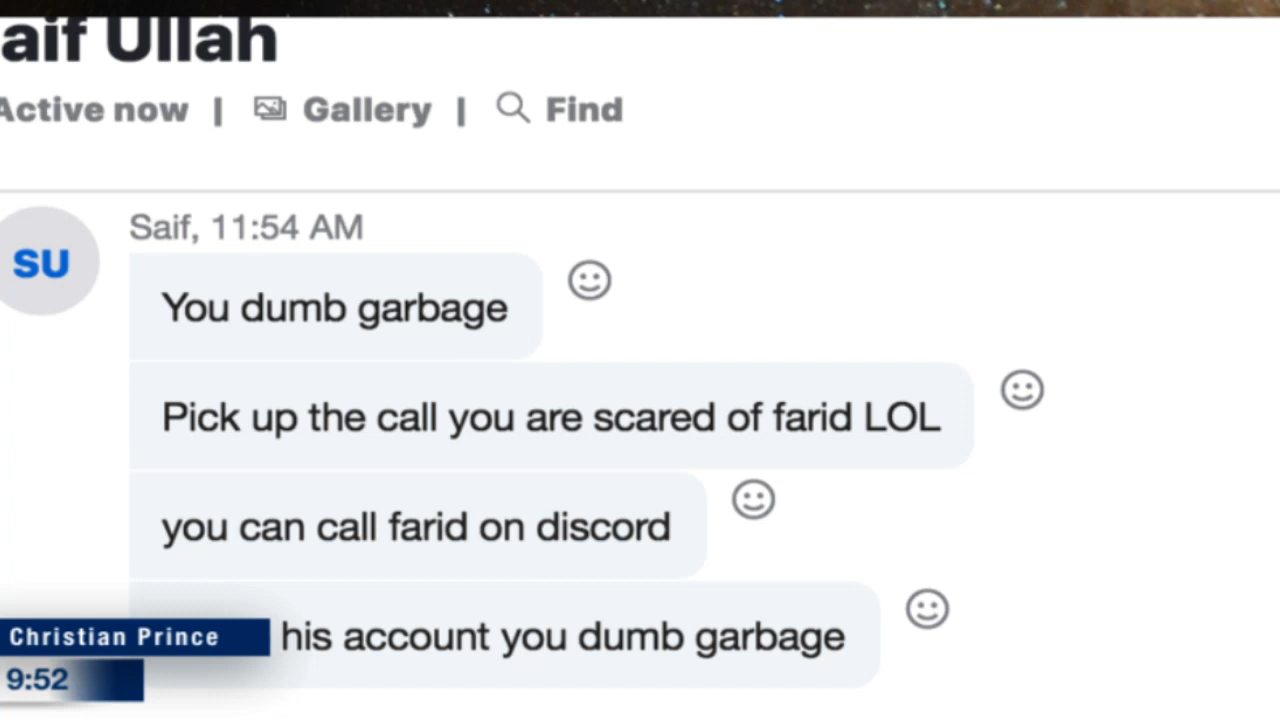 aif Ullah
Active now | Gallery | Find
SU
Saif, 11:54 AM
You dumb garbage
Pick up the call you are scared of farid LOL
you can call farid on discord
his account you dumb garbage
Christian Prince
9:52